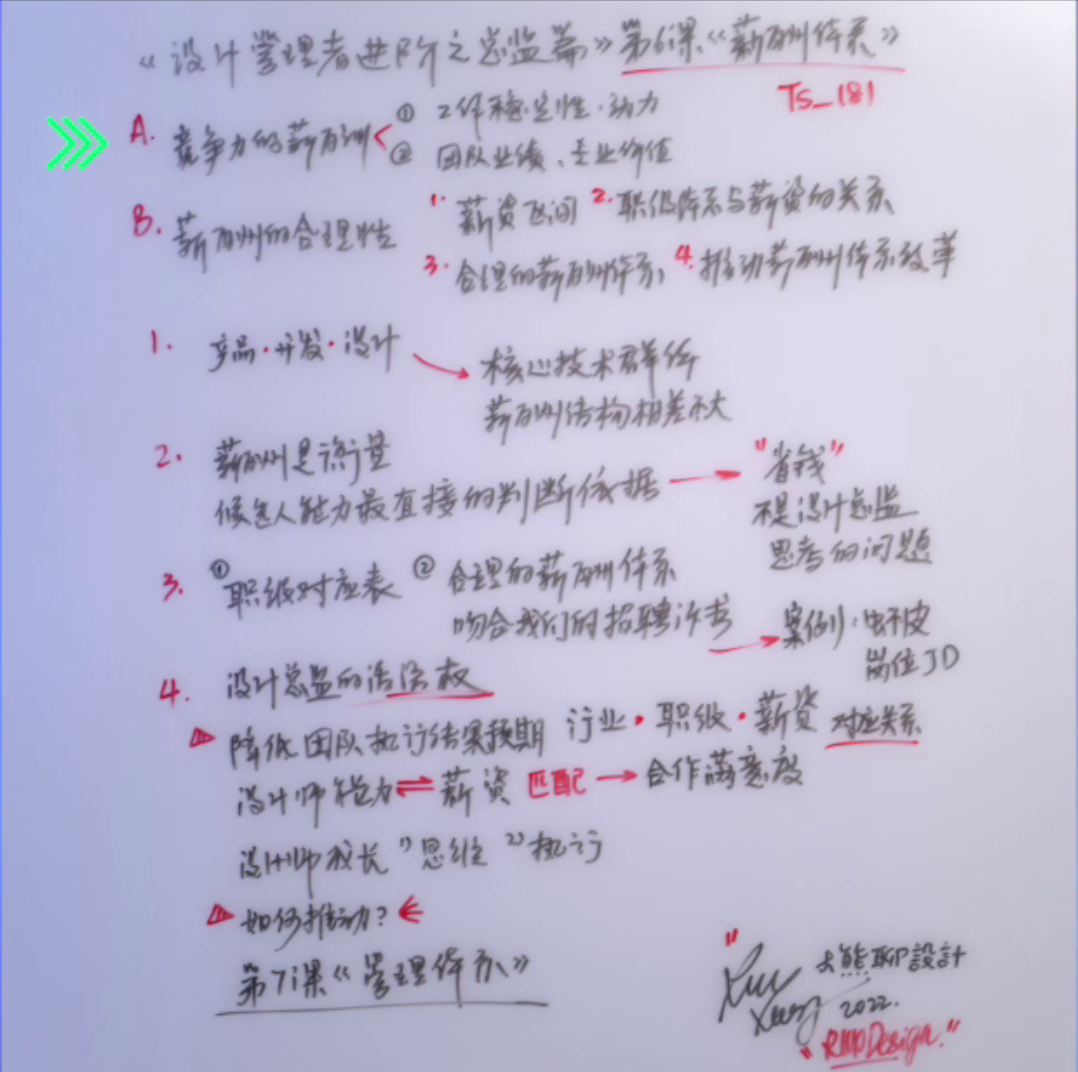 《设计管理者进阶之总监篇》第6课《薪酬体系》
TS_181
A. 竞争力的薪酬 < ① 工作稳定性·动力
② 团队业绩、企业价值
B. 薪酬的合理性 1. 薪资区间 2. 职级体系与薪资的关系
3. 合理的薪酬体系; 4. 推动薪酬体系改革
1. 产品·开发·设计 → 核心技术群体
薪酬结构相差不大
2. 薪酬是衡量
候选人能力最直接的判断依据 → "省钱"
不是设计总监
思考的问题
3. ①职级对应表 ② 合理的薪酬体系
吻合我们的招聘诉求 → 案例: 虾皮
岗位JD
4. 设计总监的话语权
降低团队执行结果预期 行业·职级·薪资 对应关系
设计师能力 ⇌ 薪资 匹配 → 合作满意度
设计师成长 1)思维 2)执行
如何推动? ←
第7课《管理体系》
大熊聊設計
2022.
"RMODesign."